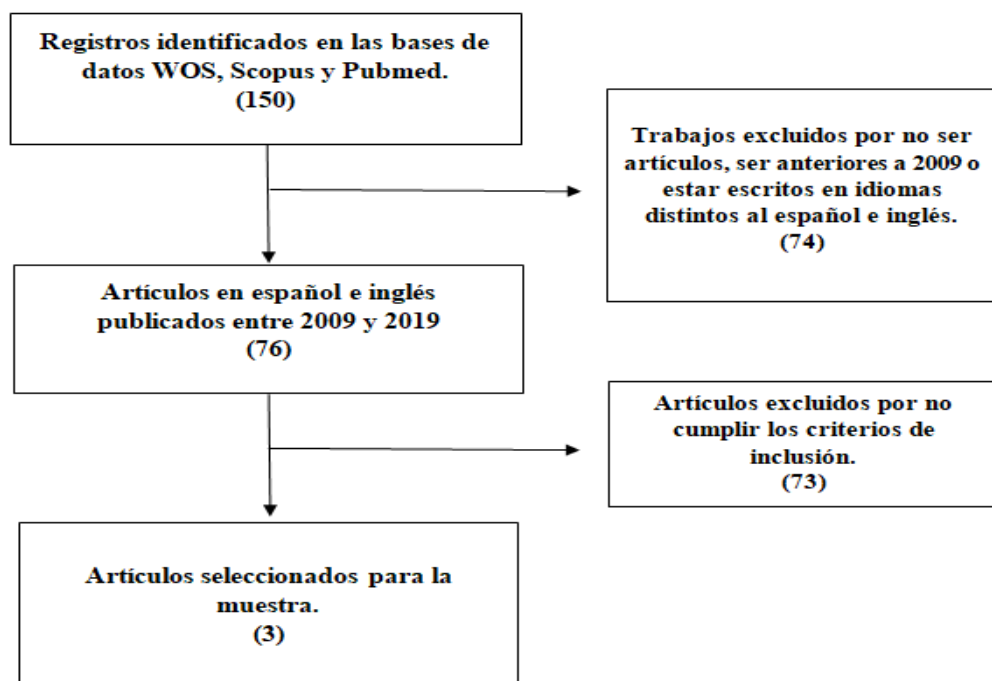 Registros identificados en las bases de
datos WOS, Scopus y Pubmed.
(150)
Trabajos excluidos por no ser
artículos, ser anteriores a 2009 o
estar escritos en idiomas
distintos al español e inglés.
(74)
Artículos en español e inglés
publicados entre 2009 y 2019
(76)
Artículos excluidos por no
cumplir los criterios de
inclusión.
(73)
Artículos seleccionados para la
muestra.
(3)